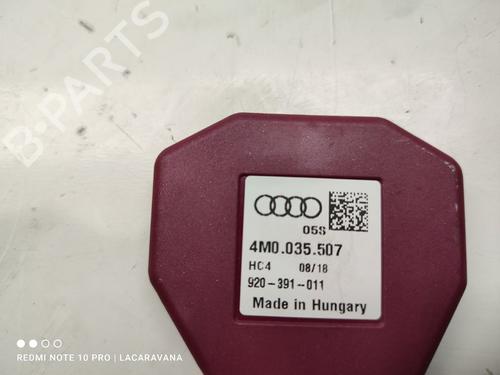 B-PARTS
05S
4M0.035.507
HC4 08/18
920-391-011
Made in Hungary
REDMI NOTE 10 PRO | LACARAVANA